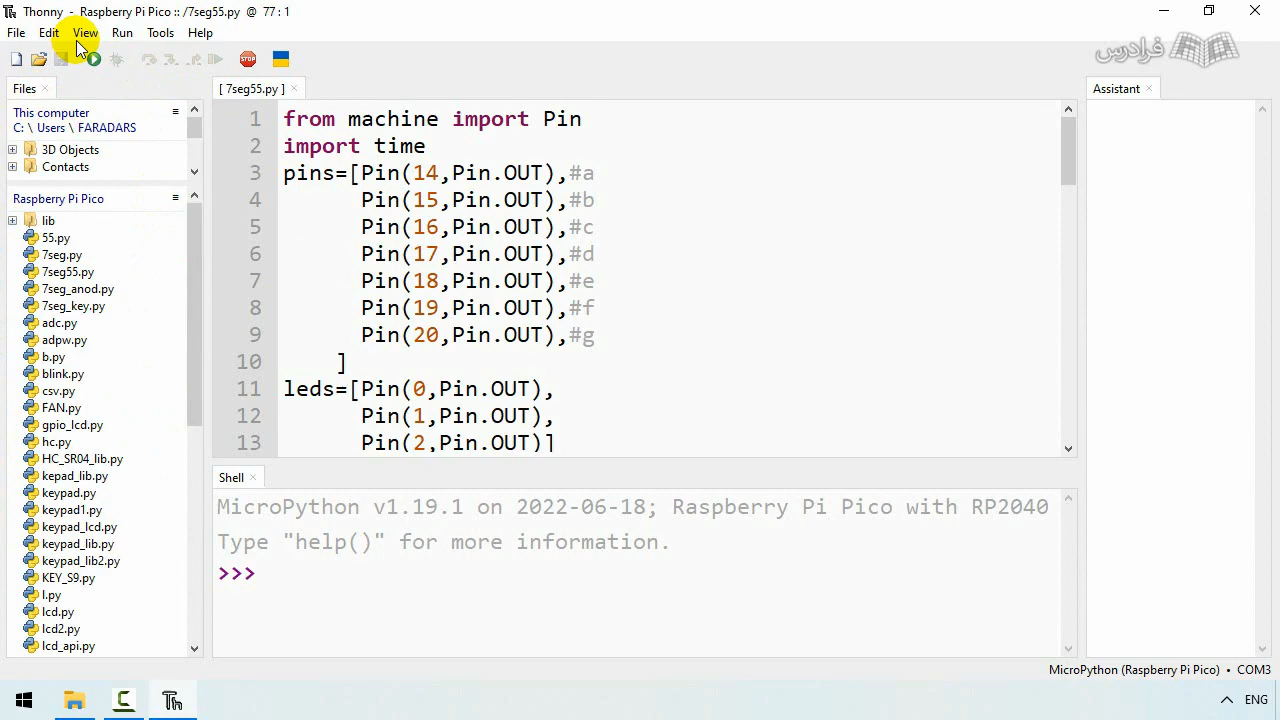 Thonny - Raspberry Pi Pico :: /7seg55.py @ 77 : 1
File Edit View Run Tools Help
فرادرس
Files
This computer
C: \ Users \ FARADARS
3D Objects
Contacts
Raspberry Pi Pico
lib
55.py
7seg.py
7seg55.py
7seg_anod.py
7seg_key.py
adc.py
adpw.py
b.py
blink.py
csv.py
FAN.py
gpio_lcd.py
hc.py
HC_SR04_lib.py
kepad_lib.py
keypad.py
keypad1.py
keypad_lcd.py
keypad_lib.py
keypad_lib2.py
KEY_S9.py
l.py
lcd.py
lcd2.py
lcd_api.py
[ 7seg55.py ]
1 from machine import Pin
2 import time
3 pins=[Pin(14,Pin.OUT),#a
4 Pin(15,Pin.OUT),#b
5 Pin(16,Pin.OUT),#c
6 Pin(17,Pin.OUT),#d
7 Pin(18,Pin.OUT),#e
8 Pin(19,Pin.OUT),#f
9 Pin(20,Pin.OUT),#g
10 ]
11 leds=[Pin(0,Pin.OUT),
12 Pin(1,Pin.OUT),
13 Pin(2,Pin.OUT)]
Shell
MicroPython v1.19.1 on 2022-06-18; Raspberry Pi Pico with RP2040
Type "help()" for more information.
>>>
Assistant
MicroPython (Raspberry Pi Pico) • COM3
STOP
Th
ENG